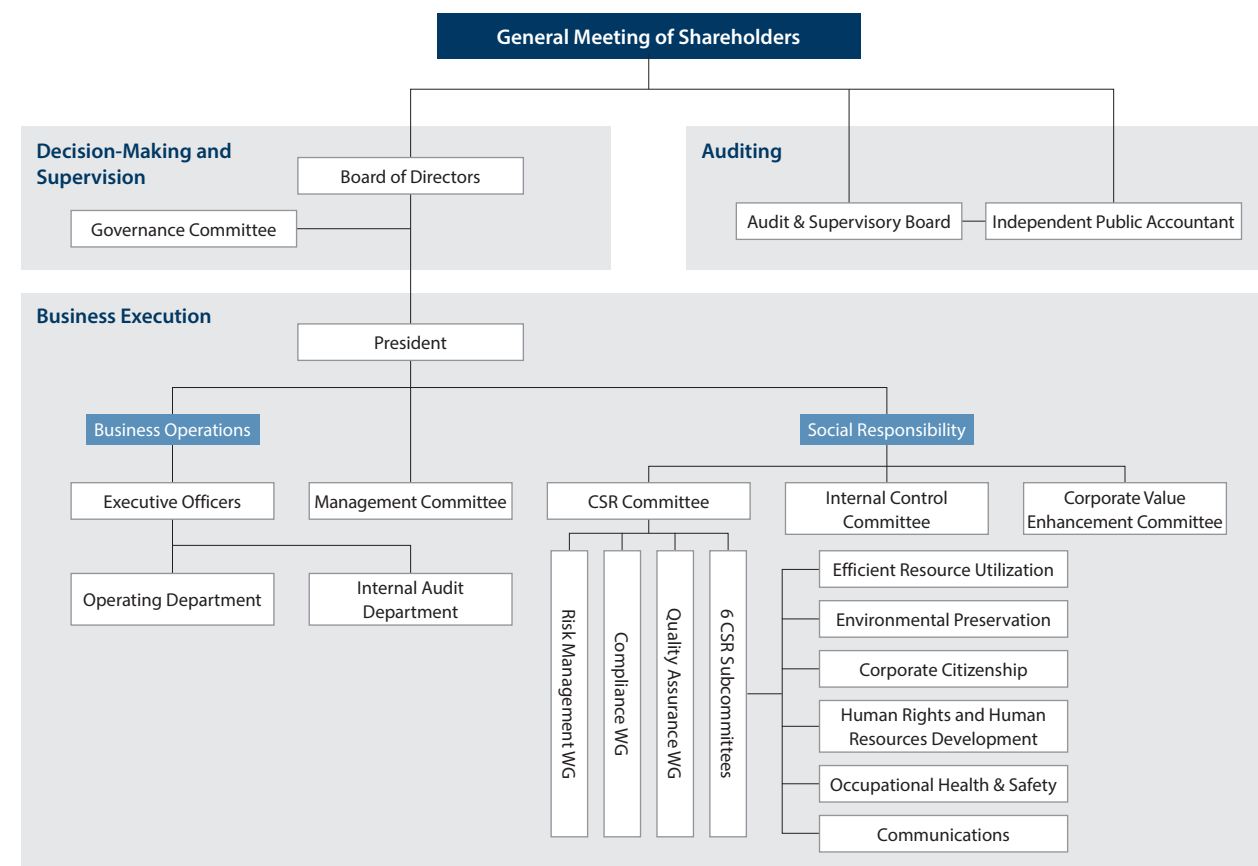 General Meeting of Shareholders
Decision-Making and
Supervision
Board of Directors
Governance Committee
Auditing
Audit & Supervisory Board
Independent Public Accountant
Business Execution
President
Business Operations
Social Responsibility
Executive Officers
Management Committee
CSR Committee
Internal Control
Committee
Corporate Value
Enhancement Committee
Operating Department
Internal Audit
Department
Risk Management WG
Compliance WG
Quality Assurance WG
6 CSR Subcommittees
Efficient Resource Utilization
Environmental Preservation
Corporate Citizenship
Human Rights and Human
Resources Development
Occupational Health & Safety
Communications